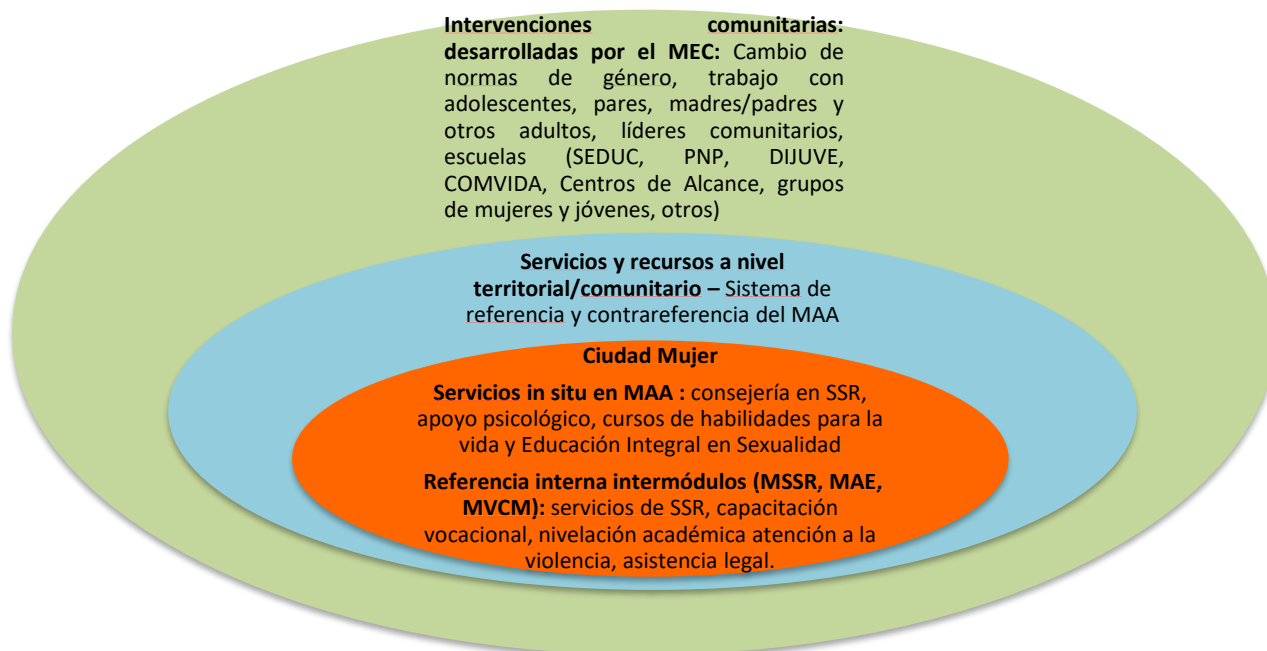 Intervenciones comunitarias:
desarrolladas por el MEC: Cambio de
normas de género, trabajo con
adolescentes, pares, madres/padres y
otros adultos, líderes comunitarios,
escuelas (SEDUC, PNP, DIJUVE,
COMVIDA, Centros de Alcance, grupos
de mujeres y jóvenes, otros)
Servicios y recursos a nivel
territorial/comunitario – Sistema de
referencia y contrareferencia del MAA
Ciudad Mujer
Servicios in situ en MAA : consejería en SSR,
apoyo psicológico, cursos de habilidades para la
vida y Educación Integral en Sexualidad
Referencia interna intermódulos (MSSR, MAE,
MVCM): servicios de SSR, capacitación
vocacional, nivelación académica atención a la
violencia, asistencia legal.